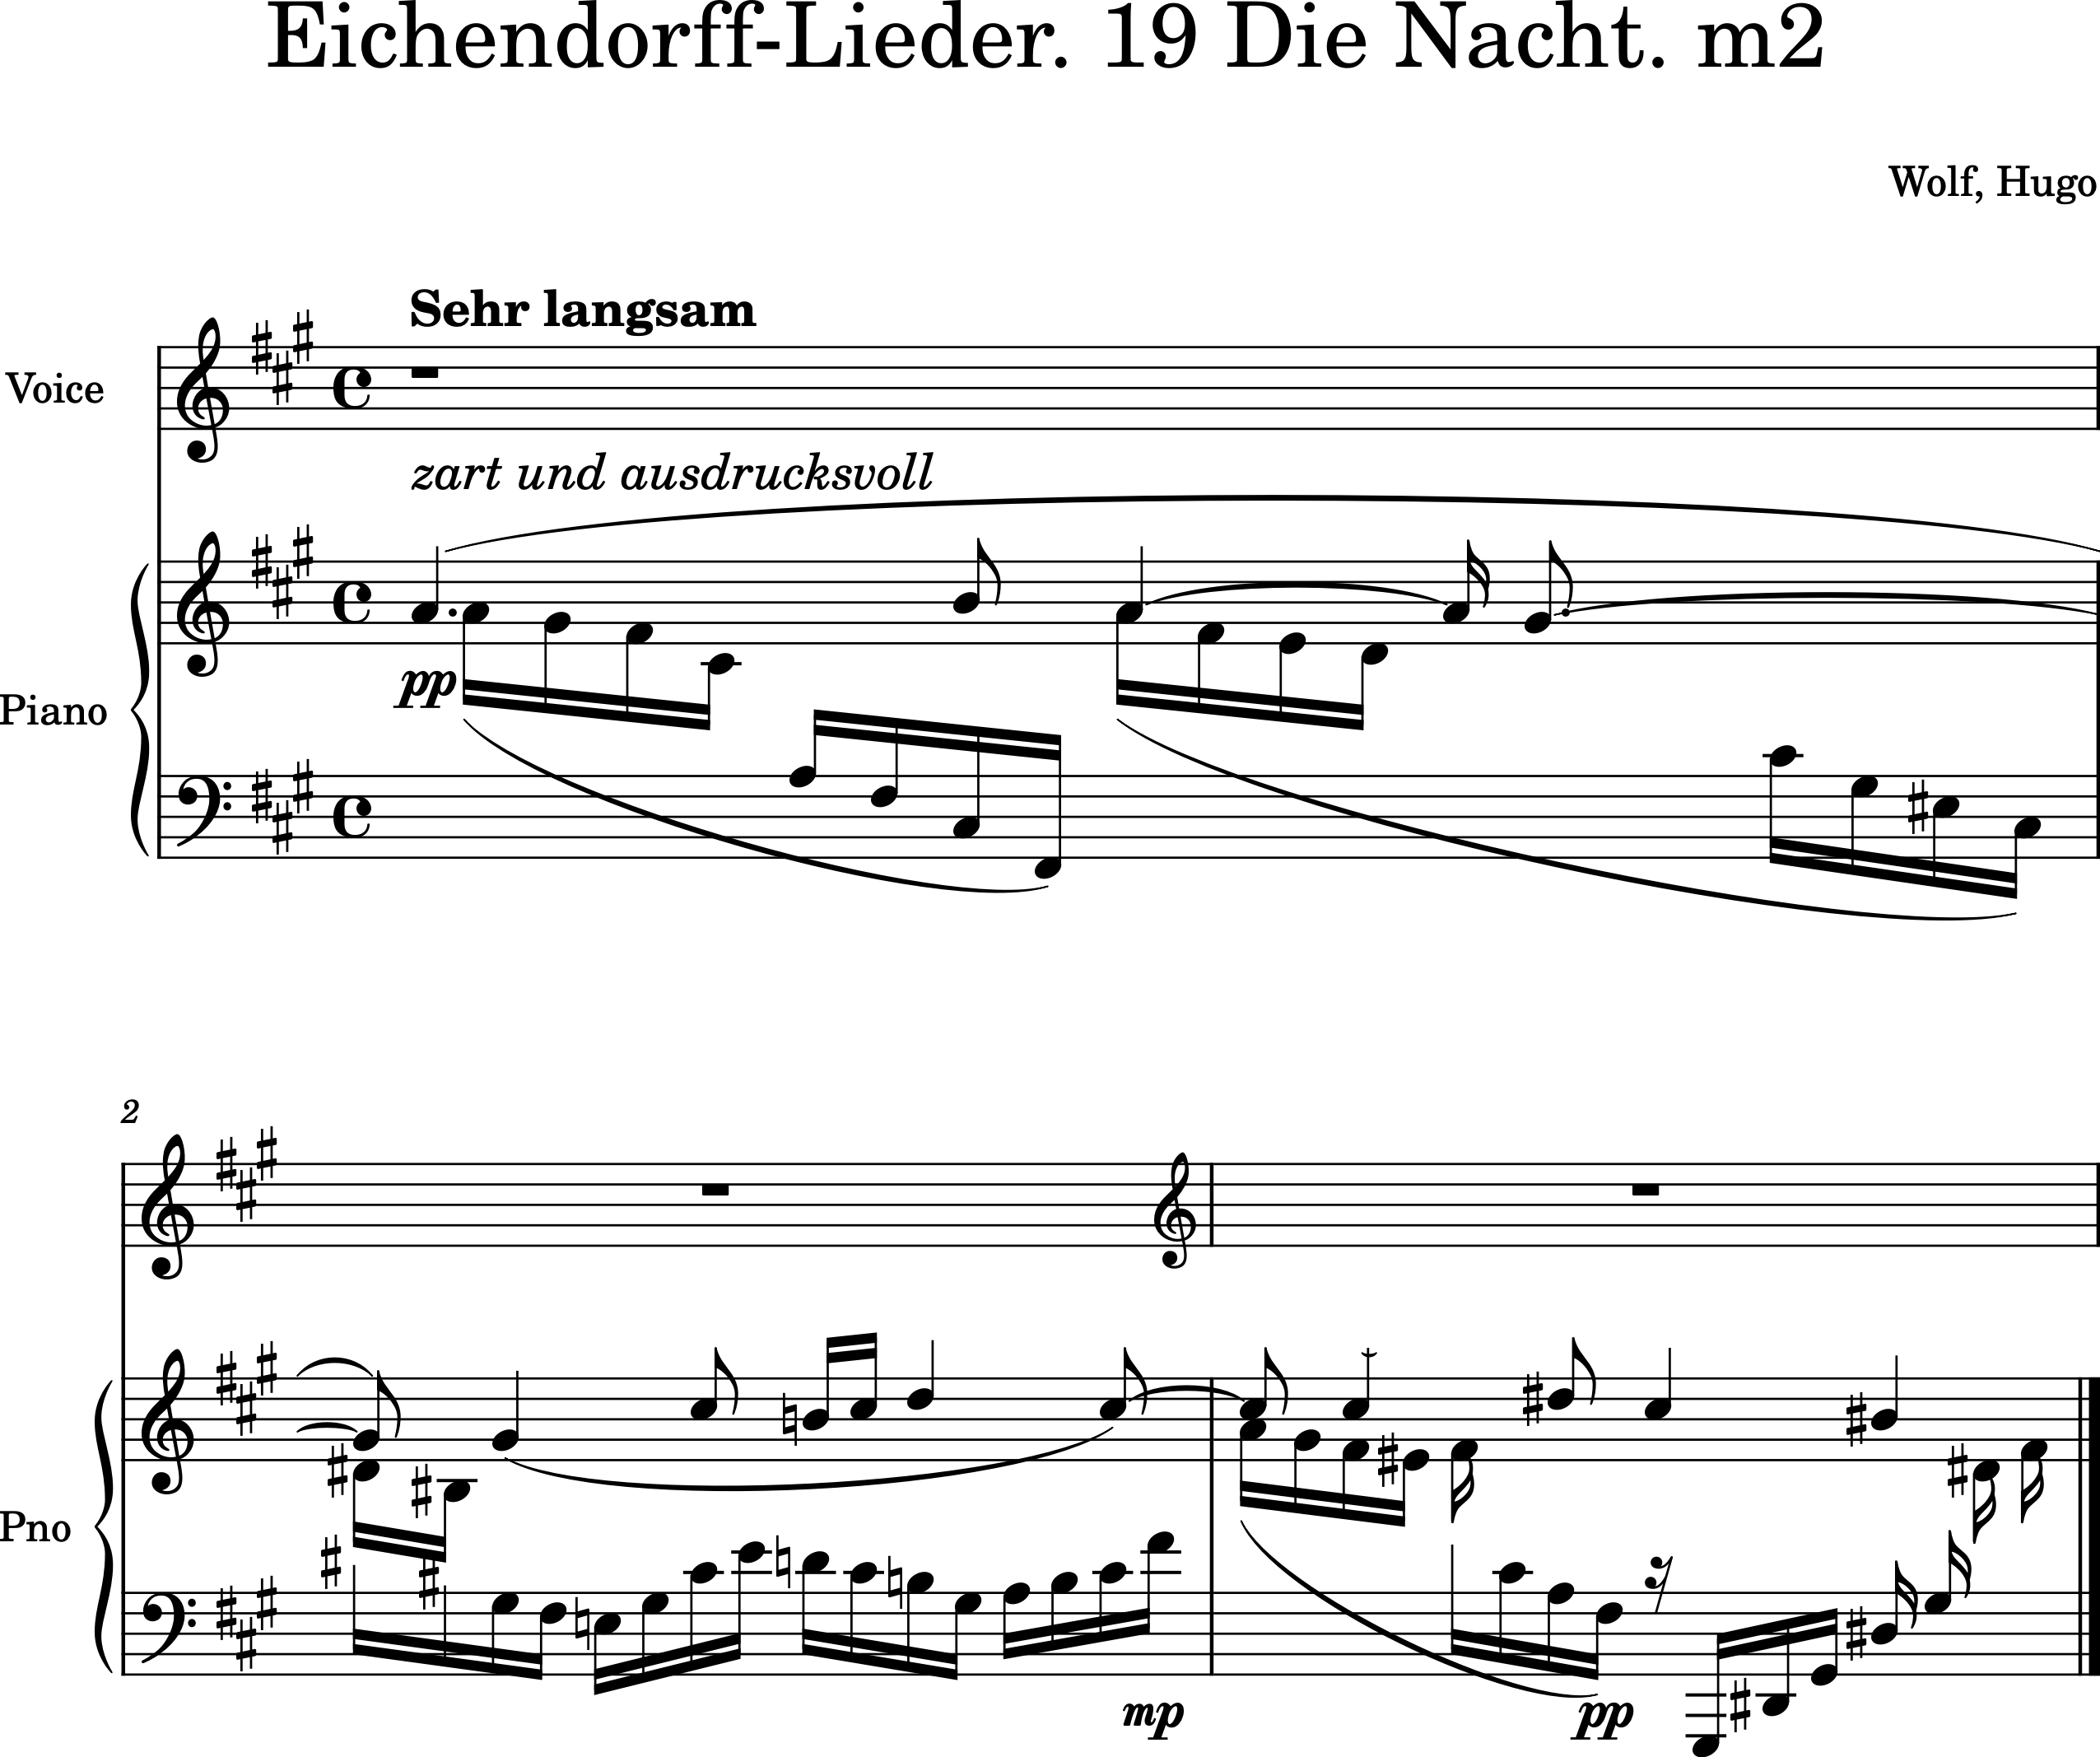 Eichendorff-Lieder. 19 Die Nacht. m2
Wolf, Hugo
Sehr langsam
Voice
zart und ausdrucksvoll
pp
Piano
2
Pno
mp
pp